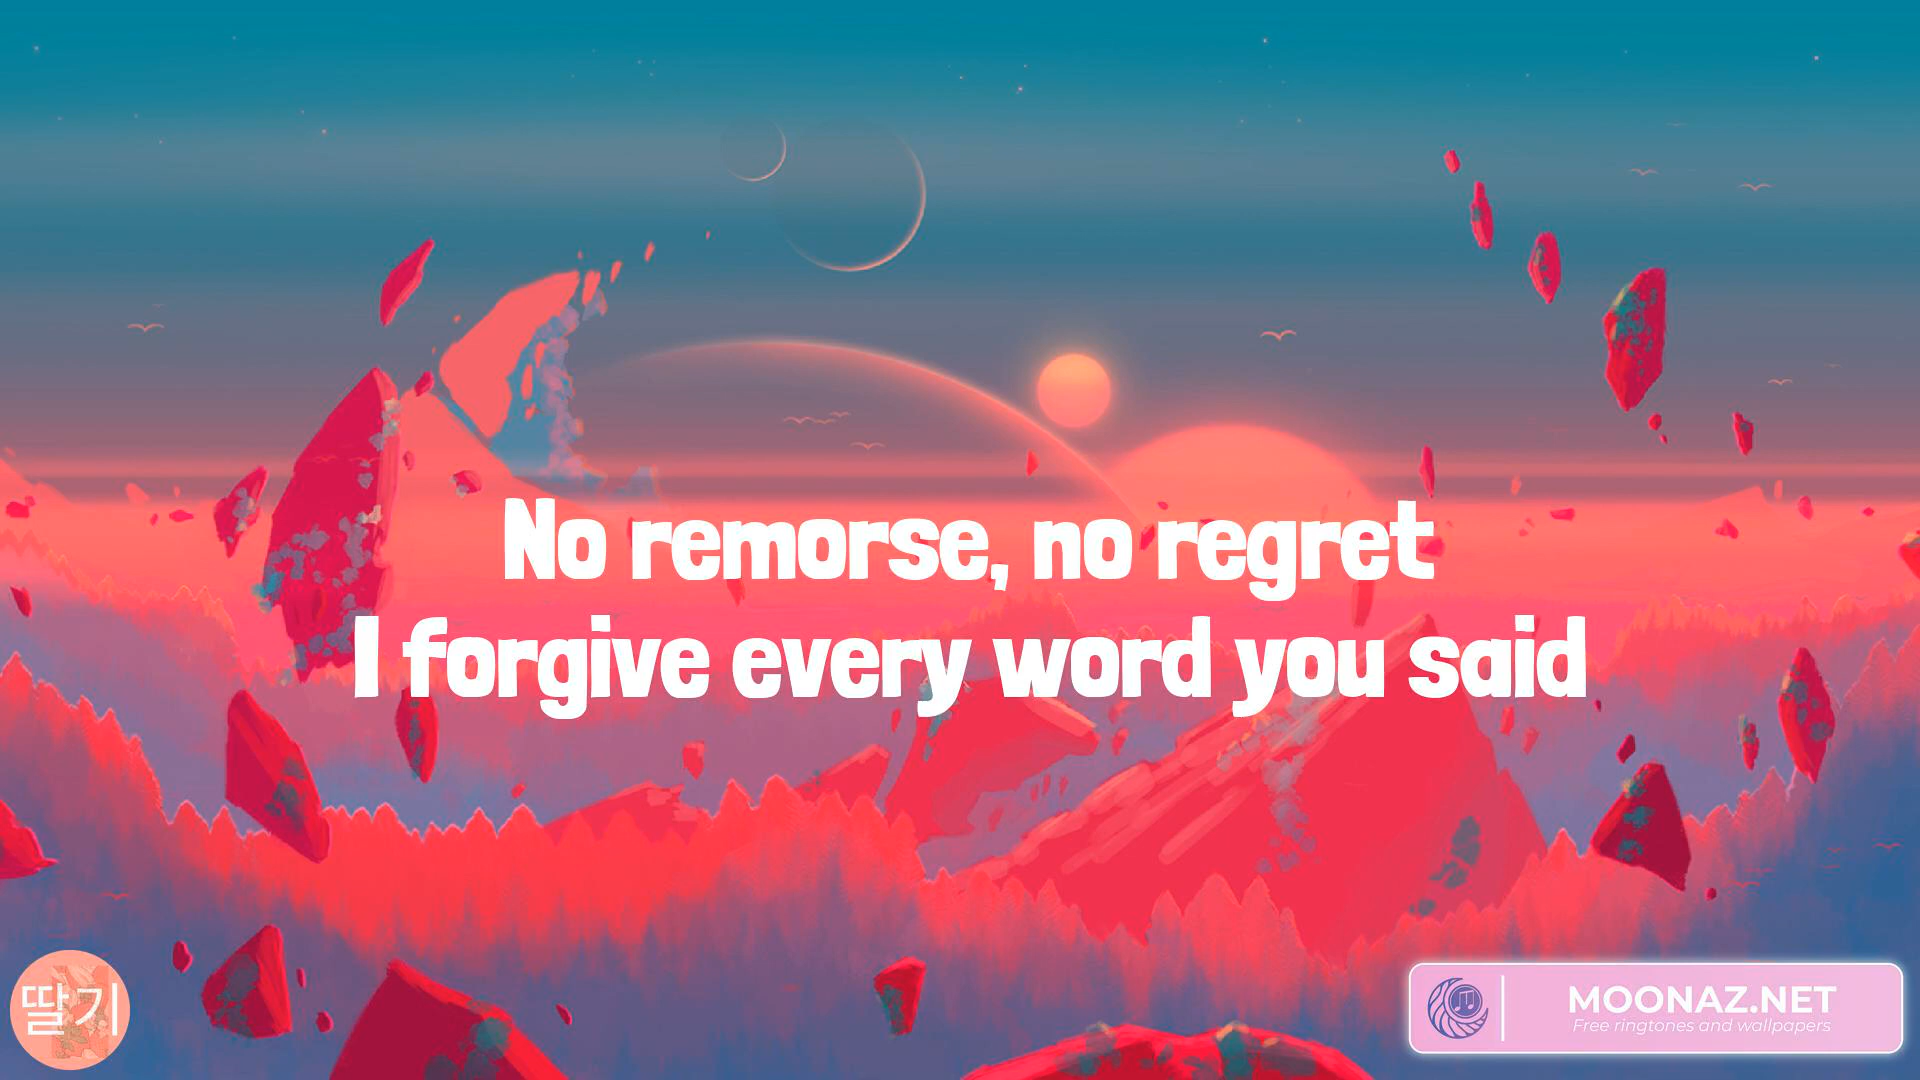 No remorse, no regret
I forgive every word you said
딸기
MOONAZ.NET
Free ringtones and wallpapers